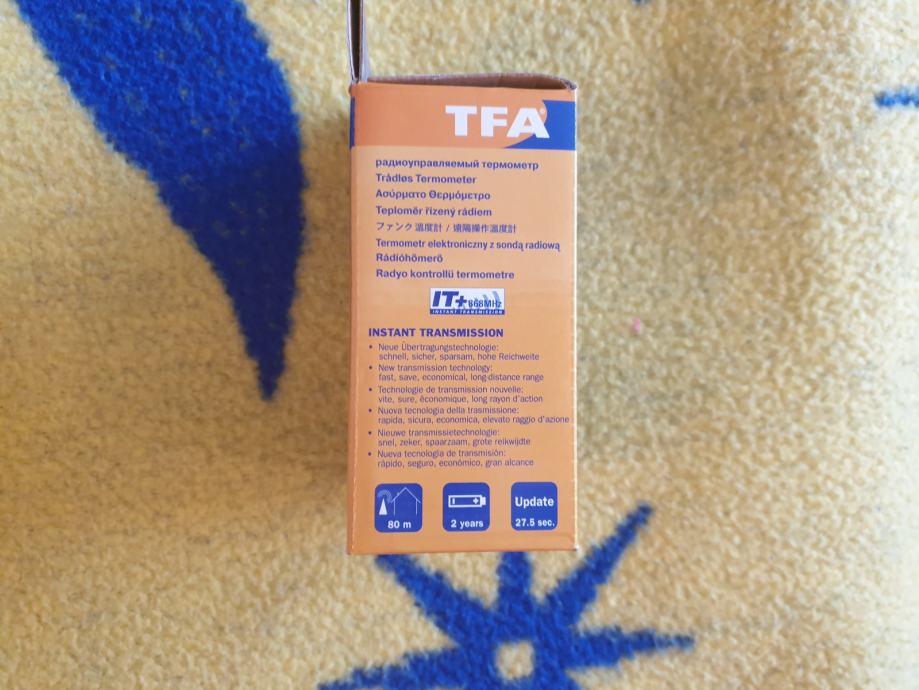 TFA®
радиоуправляемый термометр
Trådløs Termometer
Ασύρματο Θερμόμετρο
Teploměr řízený rádiem
ファンク温度計 / 遠隔操作温度計
Termometr elektroniczny z sondą radiową
Rádióhőmerő
Radyo kontrollü termometre
IT+ 868MHz
INSTANT TRANSMISSION
INSTANT TRANSMISSION
• Neue Übertragungstechnologie:
schnell, sicher, sparsam, hohe Reichweite
• New transmission technology:
fast, save, economical, long-distance range
• Technologie de transmission nouvelle:
vite, sure, économique, long rayon d'action
• Nuova tecnologia della trasmissione:
rapida, sicura, economica, elevato raggio d'azione
• Nieuwe transmissietechnologie:
snel, zeker, spaarzaam, grote reikwijdte
• Nueva tecnologia de transmisión:
rápido, seguro, económico, gran alcance
80 m
2 years
Update
27.5 sec.